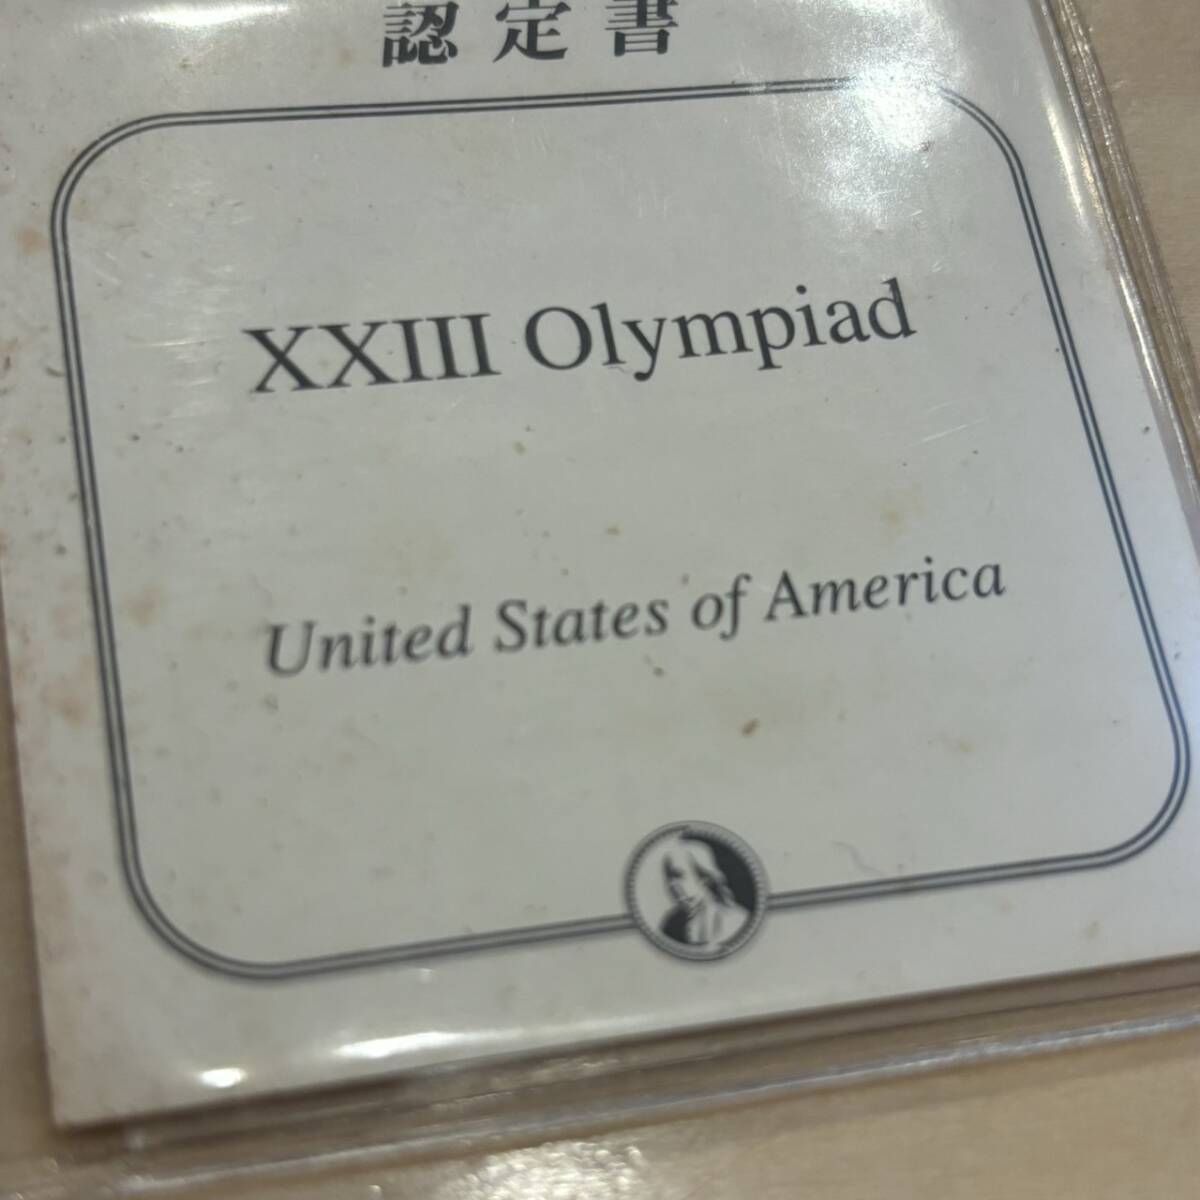 認定書
XXIII Olympiad
United States of America